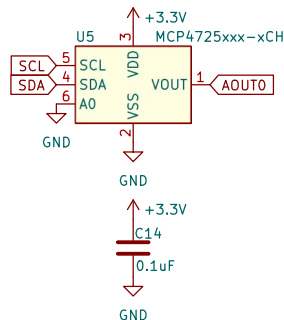 +3.3V
U5 MCP4725xxx-xCH
3
SCL 5 SCL VDD
SDA 4 SDA VOUT 1 AOUT0
6 A0 VSS
GND 2
GND
+3.3V
C14
0.1uF
GND